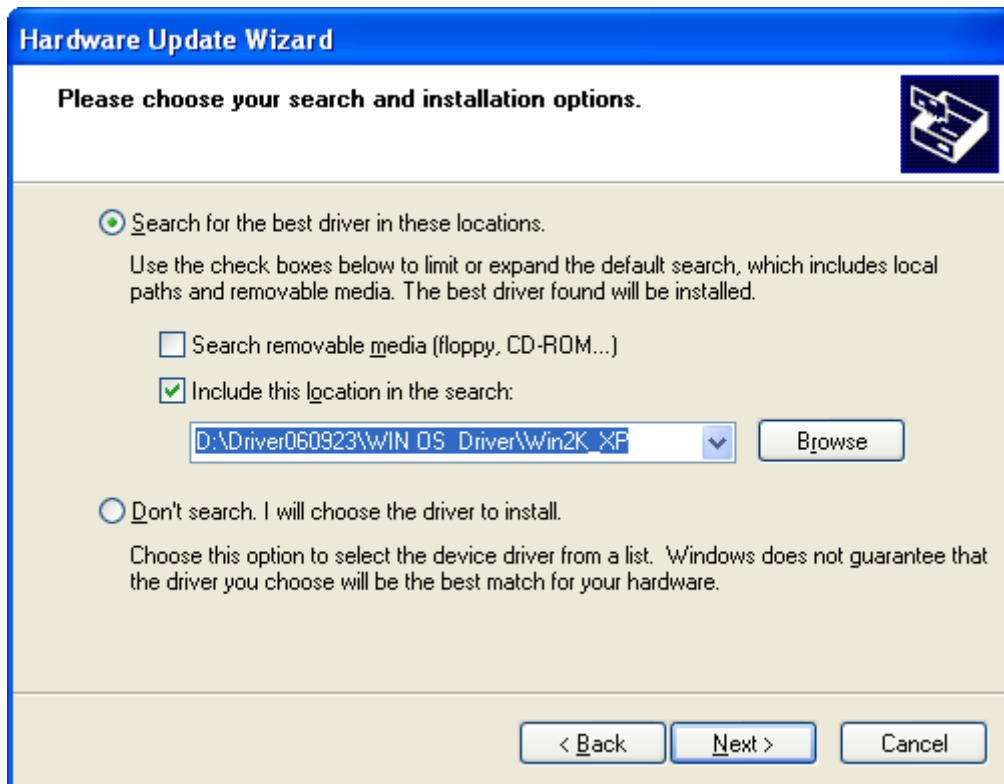 Hardware Update Wizard
Please choose your search and installation options.
Search for the best driver in these locations.
Use the check boxes below to limit or expand the default search, which includes local
paths and removable media. The best driver found will be installed.
Search removable media (floppy, CD-ROM...)
Include this location in the search:
D:\Driver060923\WIN OS Driver\Win2K_XP
Browse
Don't search. I will choose the driver to install.
Choose this option to select the device driver from a list. Windows does not guarantee that
the driver you choose will be the best match for your hardware.
< Back
Next >
Cancel